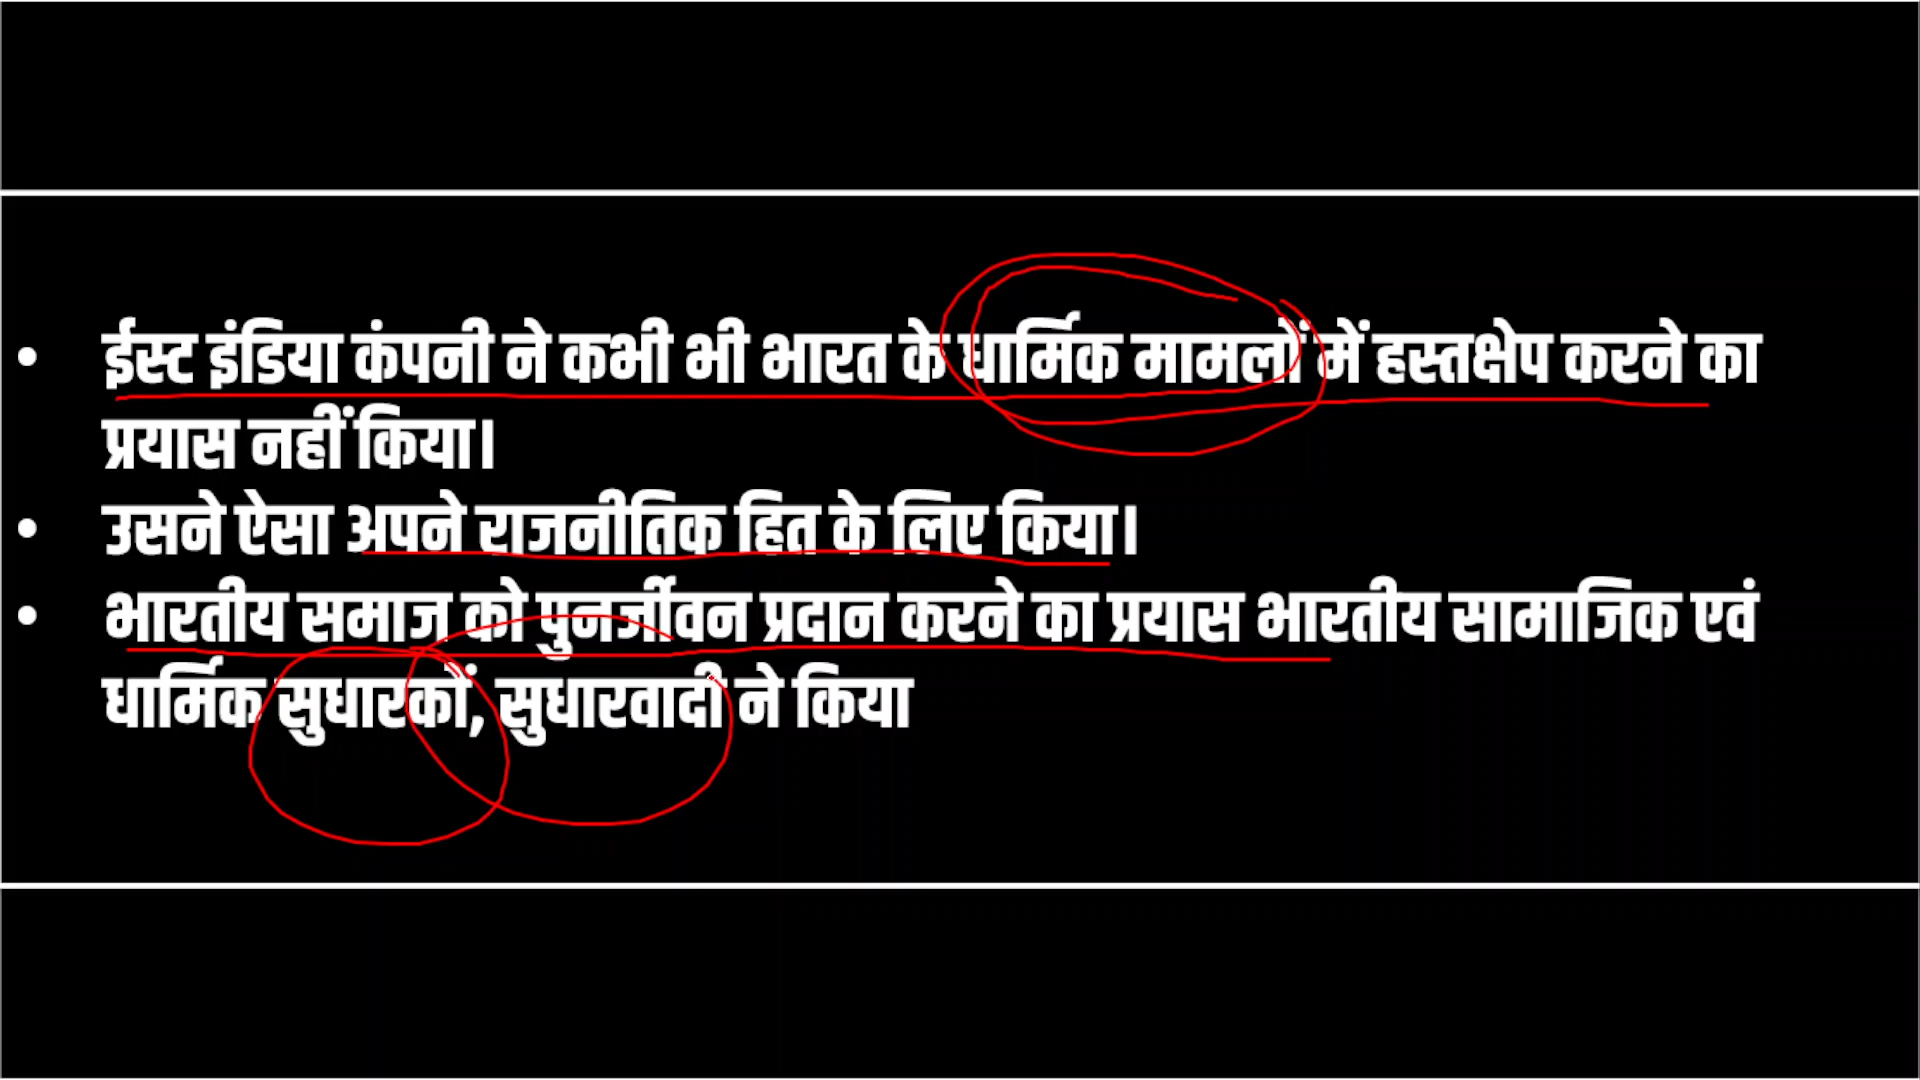 • ईस्ट इंडिया कंपनी ने कभी भी भारत के धार्मिक मामलों में हस्तक्षेप करने का
प्रयास नहीं किया।
• उसने ऐसा अपने राजनीतिक हित के लिए किया।
• भारतीय समाज को पुनर्जीवन प्रदान करने का प्रयास भारतीय सामाजिक एवं
धार्मिक सुधारकों, सुधारवादी ने किया